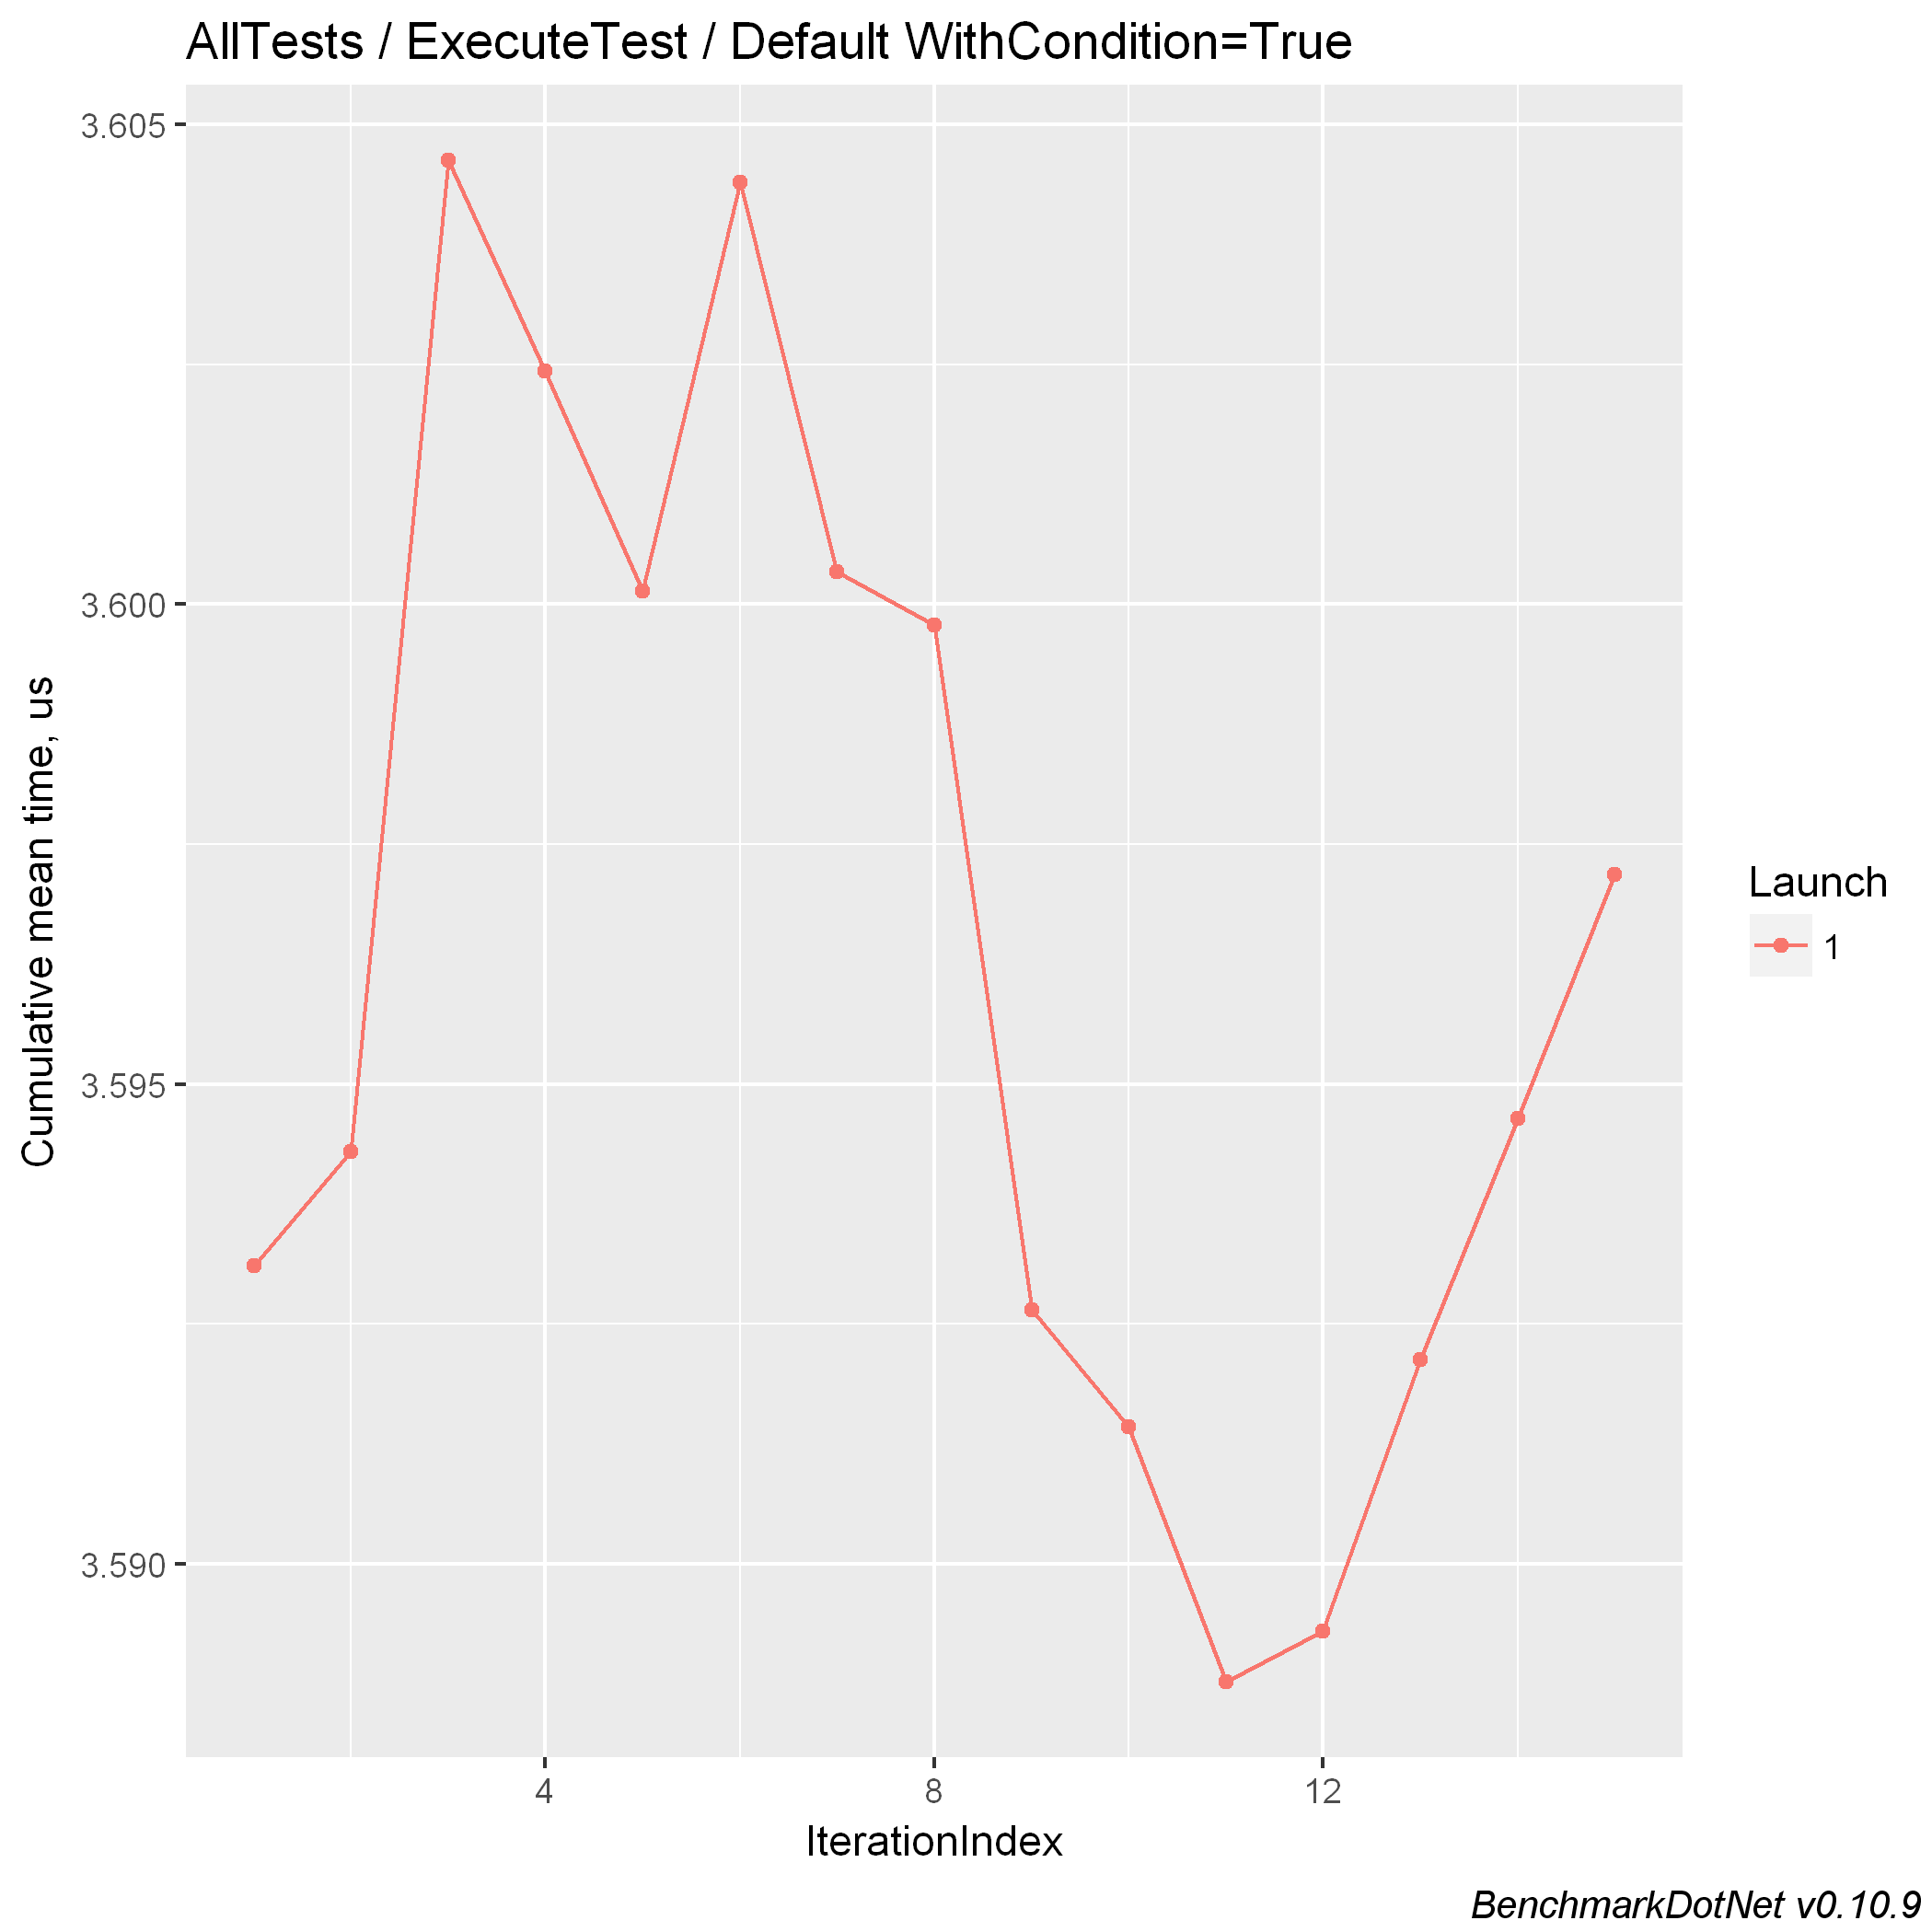 AllTests / ExecuteTest / Default WithCondition=True
Cumulative mean time, us
3.605
3.600
3.595
3.590
4
8
12
IterationIndex
Launch
1
BenchmarkDotNet v0.10.9